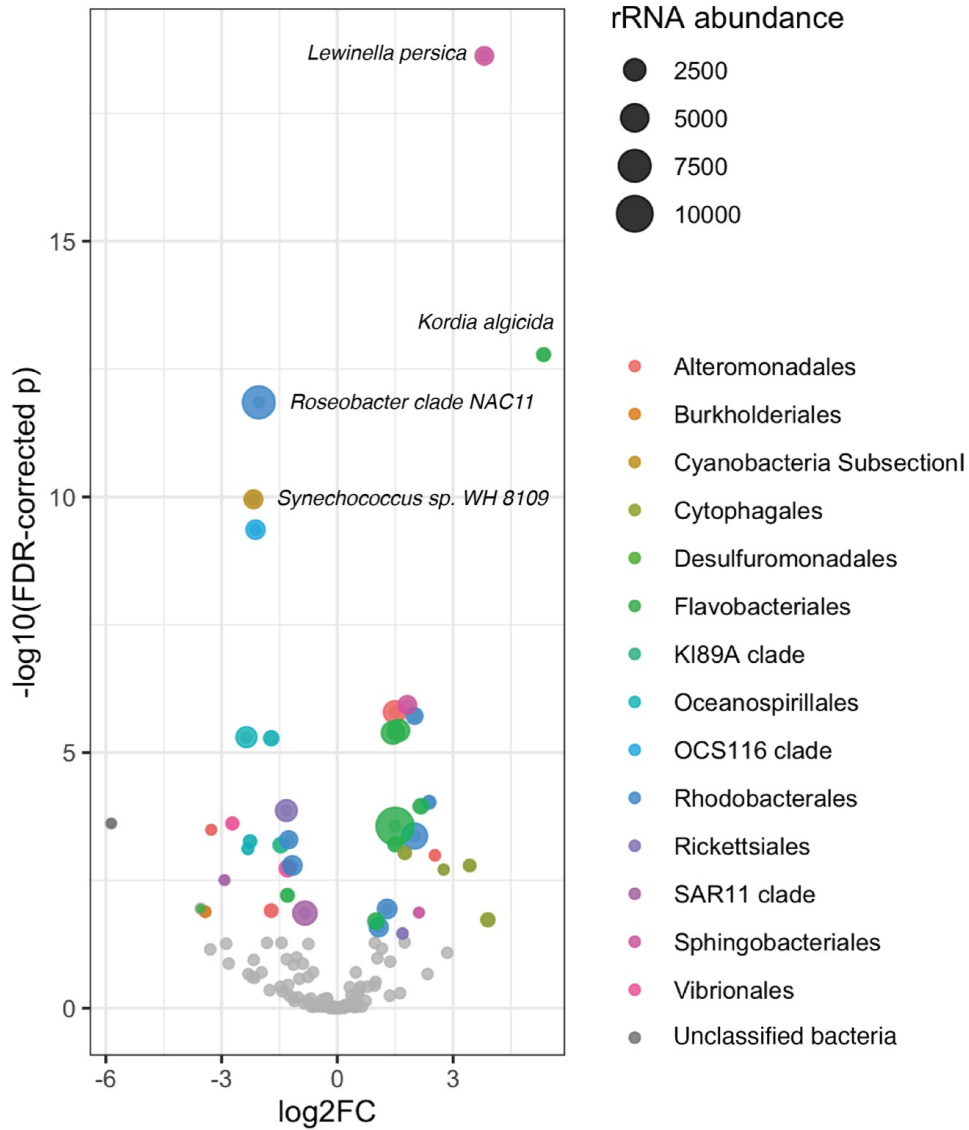 Lewinella persica
Kordia algicida
Roseobacter clade NAC11
Synechococcus sp. WH 8109
15
10
5
0
-log10(FDR-corrected p)
-6
-3
0
3
log2FC
rRNA abundance
2500
5000
7500
10000
Alteromonadales
Burkholderiales
Cyanobacteria SubsectionI
Cytophagales
Desulfuromonadales
Flavobacteriales
KI89A clade
Oceanospirillales
OCS116 clade
Rhodobacterales
Rickettsiales
SAR11 clade
Sphingobacteriales
Vibrionales
Unclassified bacteria